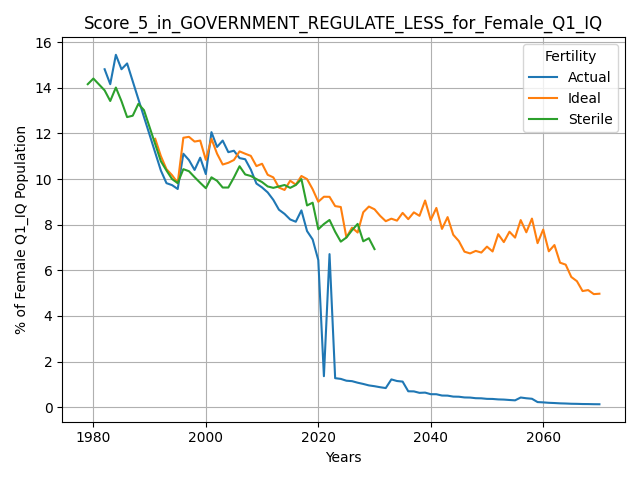 Score_5_in_GOVERNMENT_REGULATE_LESS_for_Female_Q1_IQ
% of Female Q1_IQ Population
16
14
12
10
8
6
4
2
0
Fertility
Actual
Ideal
Sterile
1980
2000
2020
2040
2060
Years